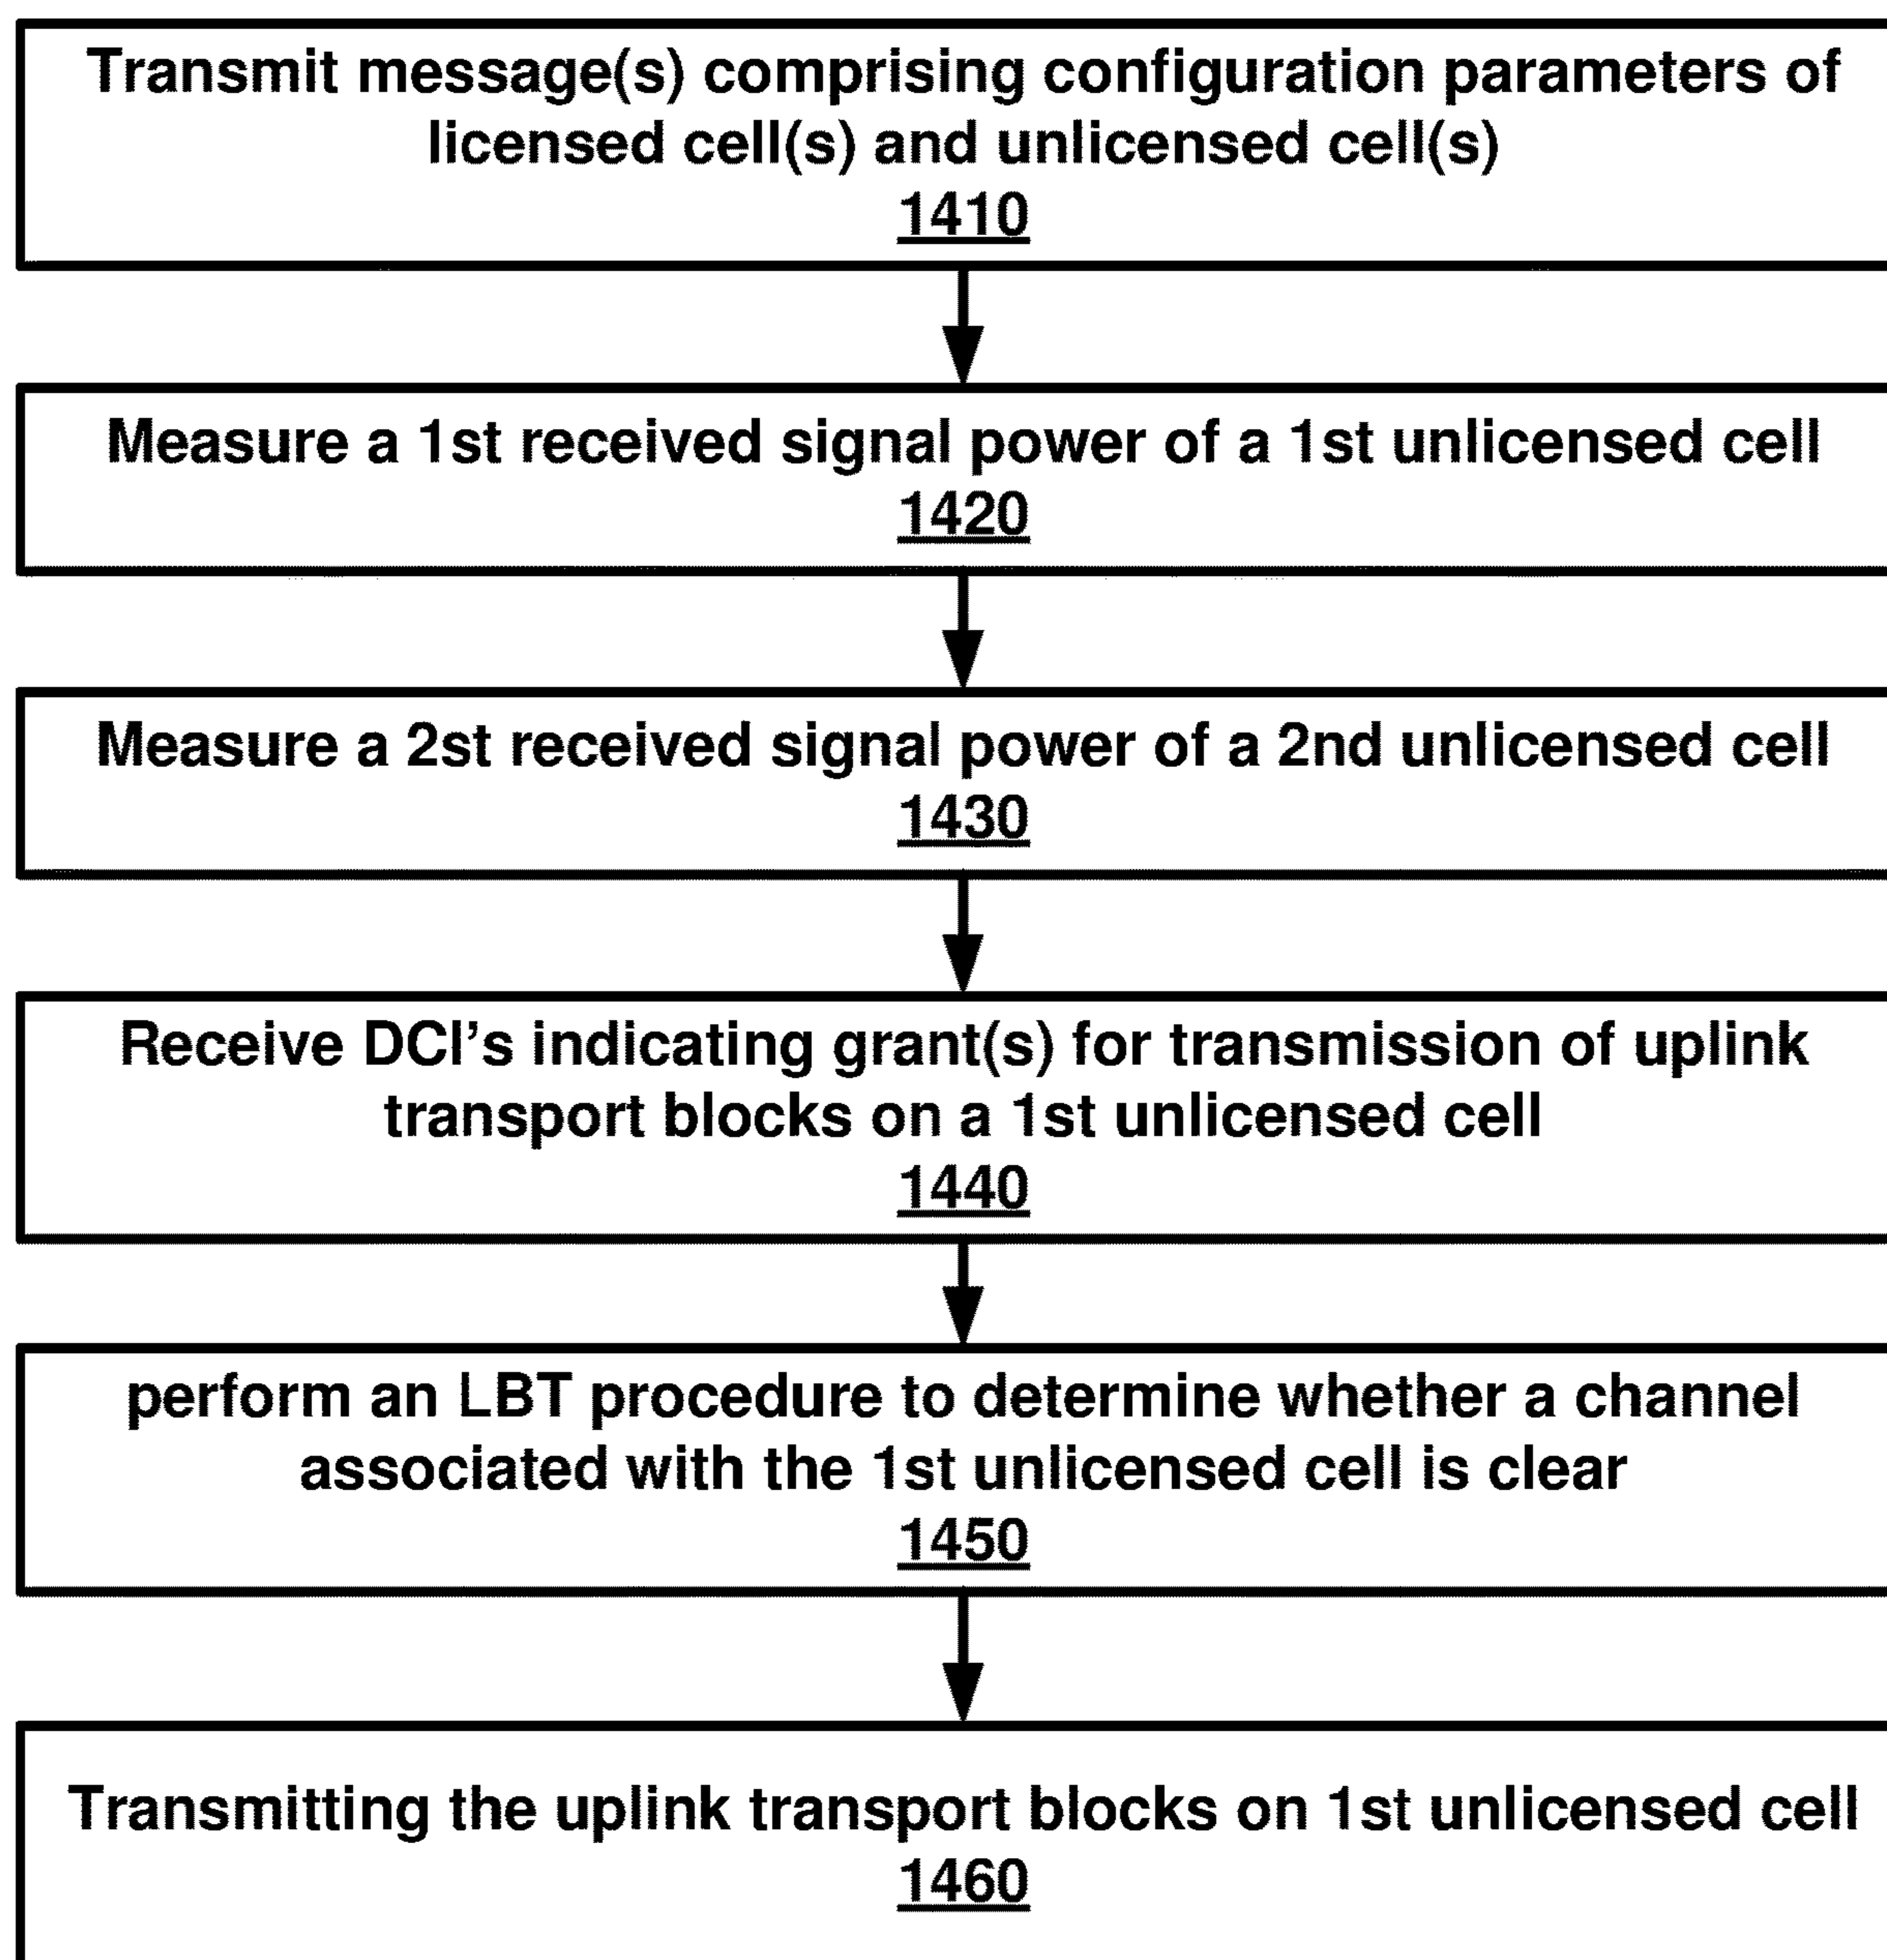 Transmit message(s) comprising configuration parameters of
licensed cell(s) and unlicensed cell(s)
1410
Measure a 1st received signal power of a 1st unlicensed cell
1420
Measure a 2st received signal power of a 2nd unlicensed cell
1430
Receive DCI's indicating grant(s) for transmission of uplink
transport blocks on a 1st unlicensed cell
1440
perform an LBT procedure to determine whether a channel
associated with the 1st unlicensed cell is clear
1450
Transmitting the uplink transport blocks on 1st unlicensed cell
1460